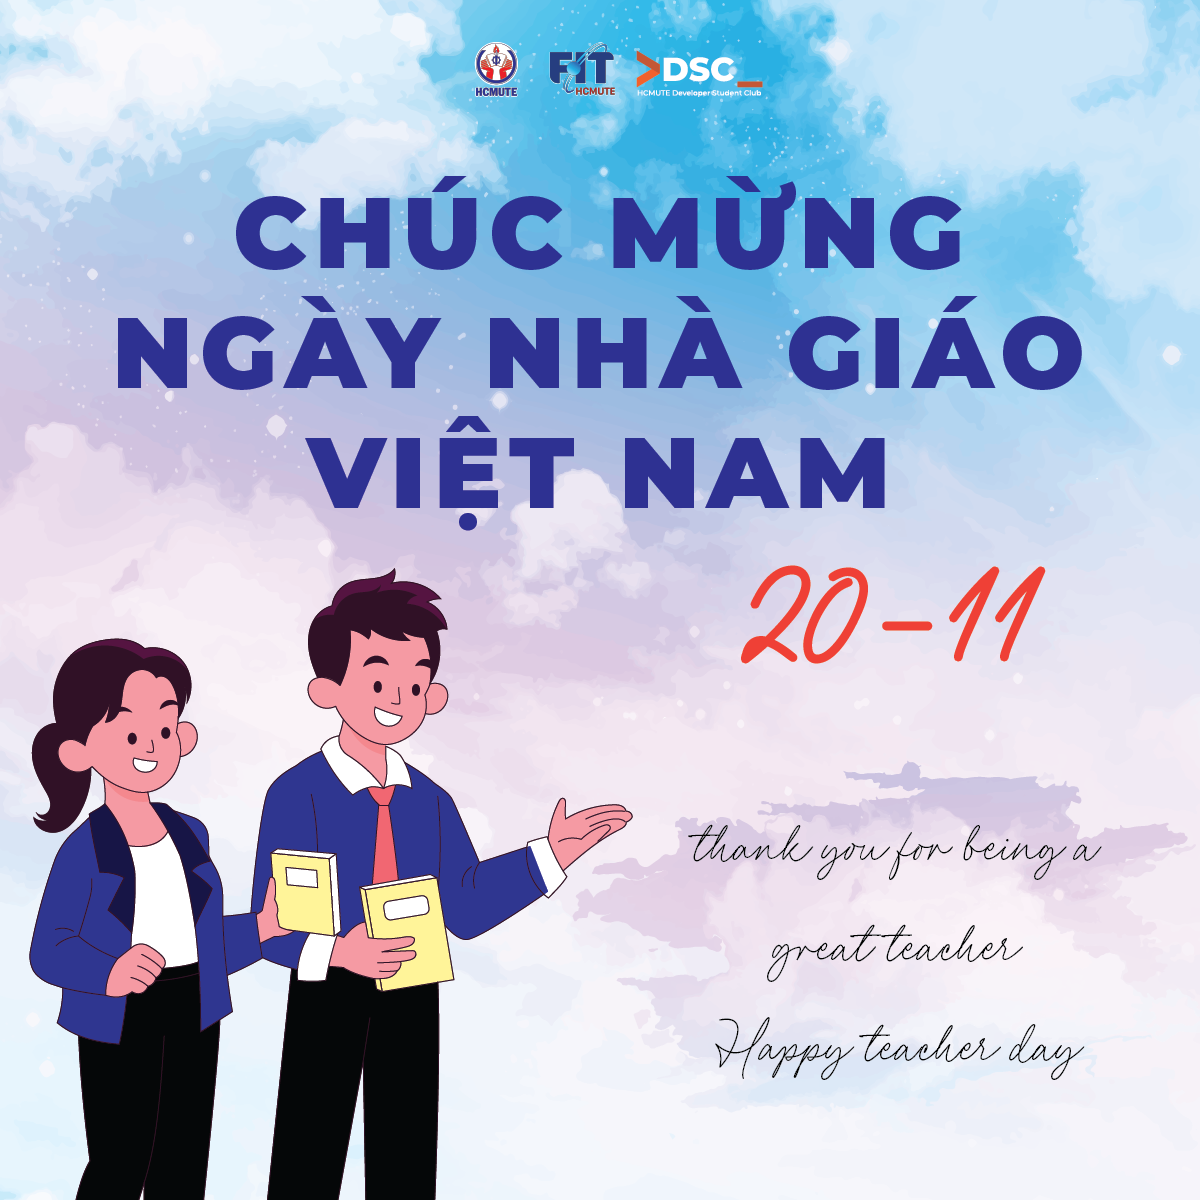 HCMUTE
FIT
HCMUTE
>DSC_
HCMUTE Developer Student Club
CHÚC MỪNG
NGÀY NHÀ GIÁO
VIỆT NAM
20-11
thank you for being a
great teacher
Happy teacher day